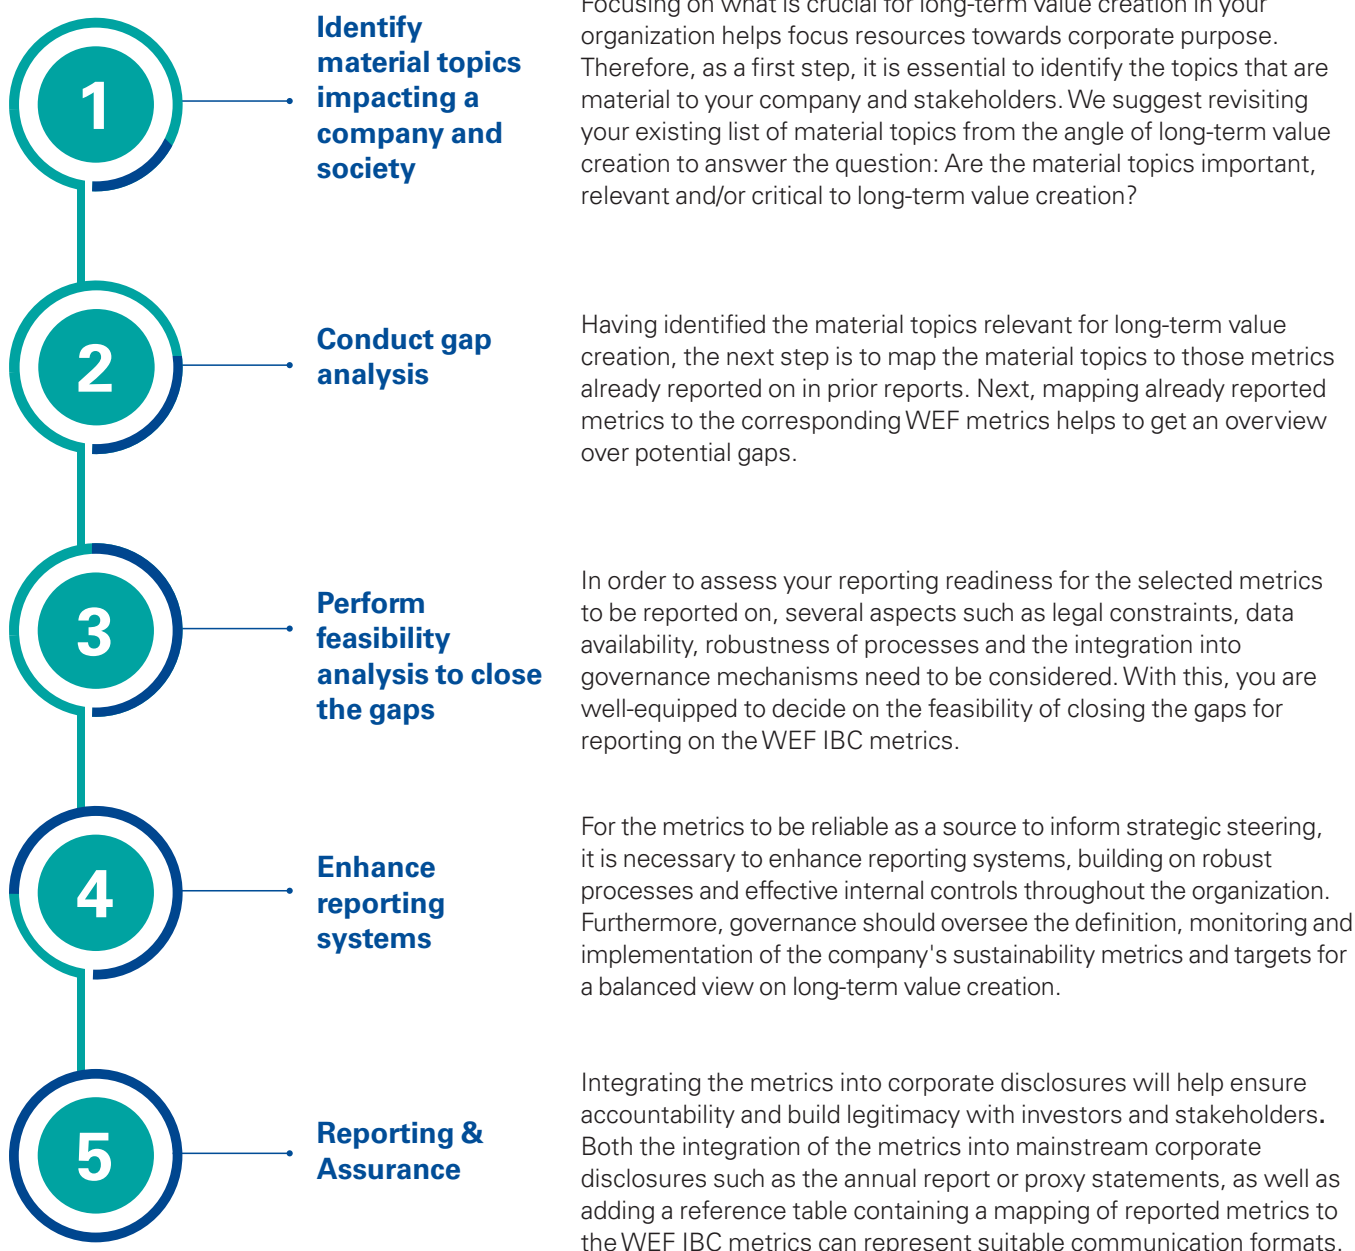 1
Identify
material topics
impacting a
company and
society
Focusing on what is crucial for long-term value creation in your
organization helps focus resources towards corporate purpose.
Therefore, as a first step, it is essential to identify the topics that are
material to your company and stakeholders. We suggest revisiting
your existing list of material topics from the angle of long-term value
creation to answer the question: Are the material topics important,
relevant and/or critical to long-term value creation?
2
Conduct gap
analysis
Having identified the material topics relevant for long-term value
creation, the next step is to map the material topics to those metrics
already reported on in prior reports. Next, mapping already reported
metrics to the corresponding WEF metrics helps to get an overview
over potential gaps.
3
Perform
feasibility
analysis to close
the gaps
In order to assess your reporting readiness for the selected metrics
to be reported on, several aspects such as legal constraints, data
availability, robustness of processes and the integration into
governance mechanisms need to be considered. With this, you are
well-equipped to decide on the feasibility of closing the gaps for
reporting on the WEF IBC metrics.
4
Enhance
reporting
systems
For the metrics to be reliable as a source to inform strategic steering,
it is necessary to enhance reporting systems, building on robust
processes and effective internal controls throughout the organization.
Furthermore, governance should oversee the definition, monitoring and
implementation of the company's sustainability metrics and targets for
a balanced view on long-term value creation.
5
Reporting &
Assurance
Integrating the metrics into corporate disclosures will help ensure
accountability and build legitimacy with investors and stakeholders.
Both the integration of the metrics into mainstream corporate
disclosures such as the annual report or proxy statements, as well as
adding a reference table containing a mapping of reported metrics to
the WEF IBC metrics can represent suitable communication formats.